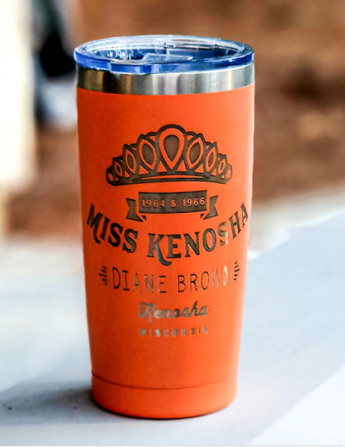 1964 & 1966
MISS KENOSHA
DIANE BROWN
Kenosha
WISCONSIN